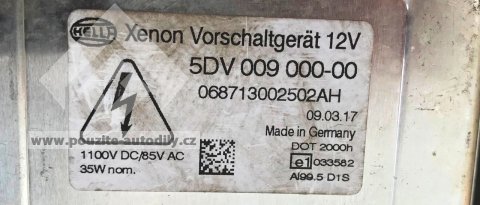 HELLA Xenon Vorschaltgerät 12V
5DV 009 000-00
068713002502AH
09.03.17
Made in Germany
DOT 2000h
e1 033582
A/99.5 D1S
1100V DC/85V AC
35W nom.
www.pouzite-autodily.cz